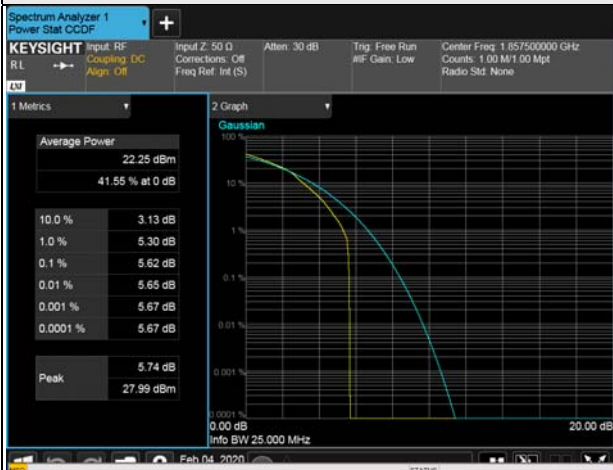 Spectrum Analyzer 1
Power Stat CCDF
KEYSIGHT
RL
LXI
Input: RF
Coupling: DC
Align: Off
Input Z: 50 Ω
Corrections: Off
Freq Ref: Int (S)
Atten: 30 dB
Trig: Free Run
#IF Gain: Low
Center Freq: 1.857500000 GHz
Counts: 1.00 M/1.00 Mpt
Radio Std: None
1 Metrics
Average Power
22.25 dBm
41.55 % at 0 dB
10.0 % 3.13 dB
1.0 % 5.30 dB
0.1 % 5.62 dB
0.01 % 5.65 dB
0.001 % 5.67 dB
0.0001 % 5.67 dB
Peak
5.74 dB
27.99 dBm
2 Graph
Gaussian
100 %
10 %
1 %
0.1 %
0.01 %
0.001 %
0.0001 %
0.00 dB 20.00 dB
Info BW 25.000 MHz
Feb 04, 2020
MSG STATUS